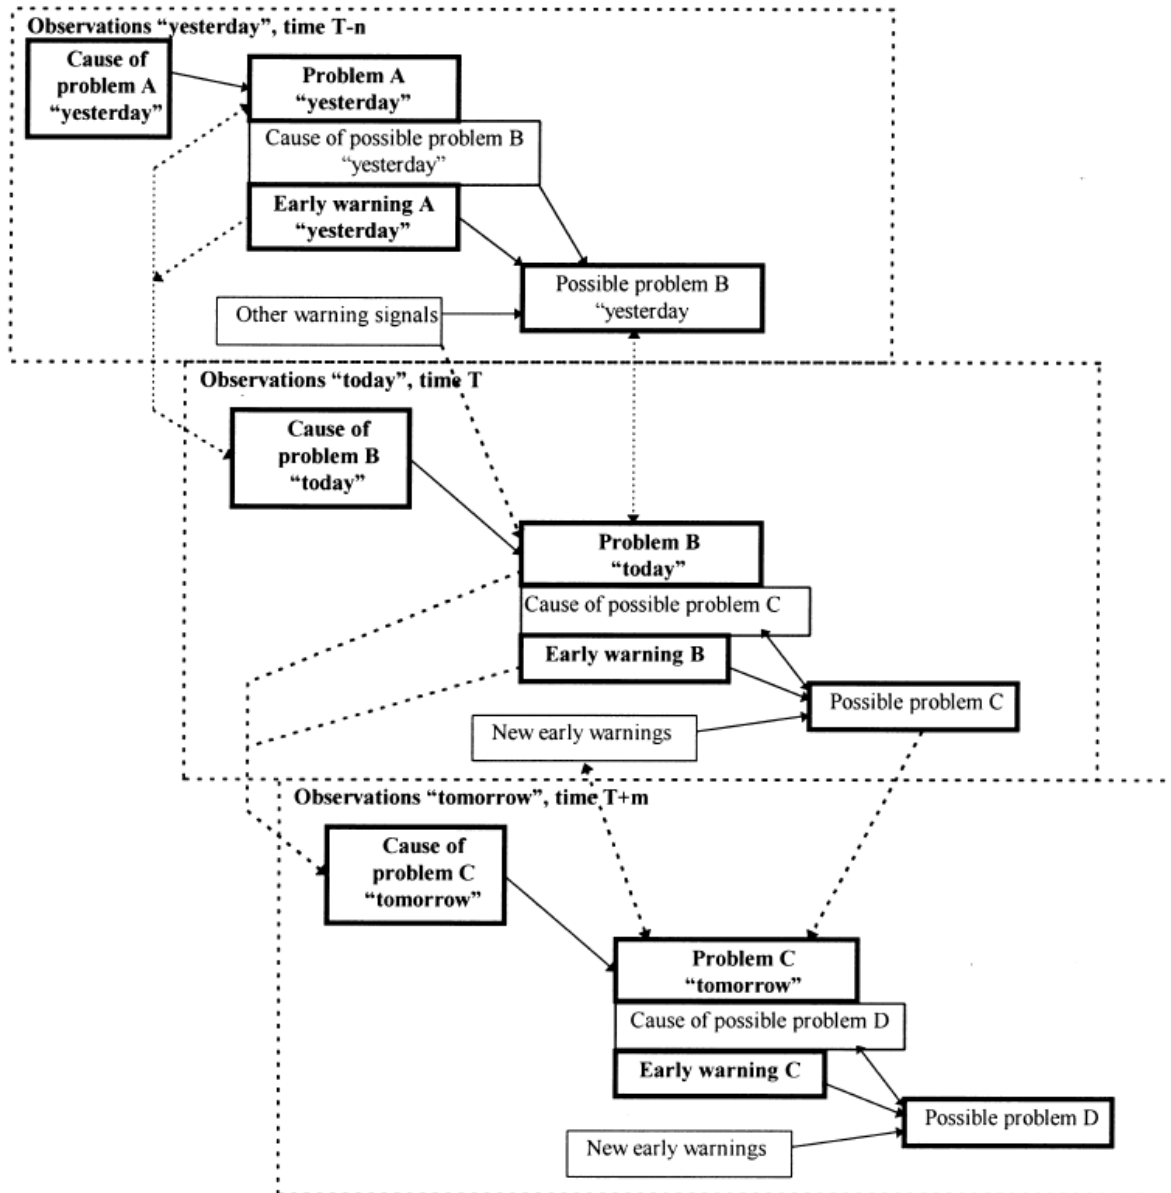 Observations “yesterday”, time T-n
Cause of
problem A
“yesterday”
Problem A
“yesterday”
Cause of possible problem B
“yesterday”
Early warning A
“yesterday”
Possible problem B
“yesterday
Other warning signals
Observations “today”, time T
Cause of
problem B
“today”
Problem B
“today”
Cause of possible problem C
Early warning B
Possible problem C
New early warnings
Observations “tomorrow”, time T+m
Cause of
problem C
“tomorrow”
Problem C
“tomorrow”
Cause of possible problem D
Early warning C
Possible problem D
New early warnings